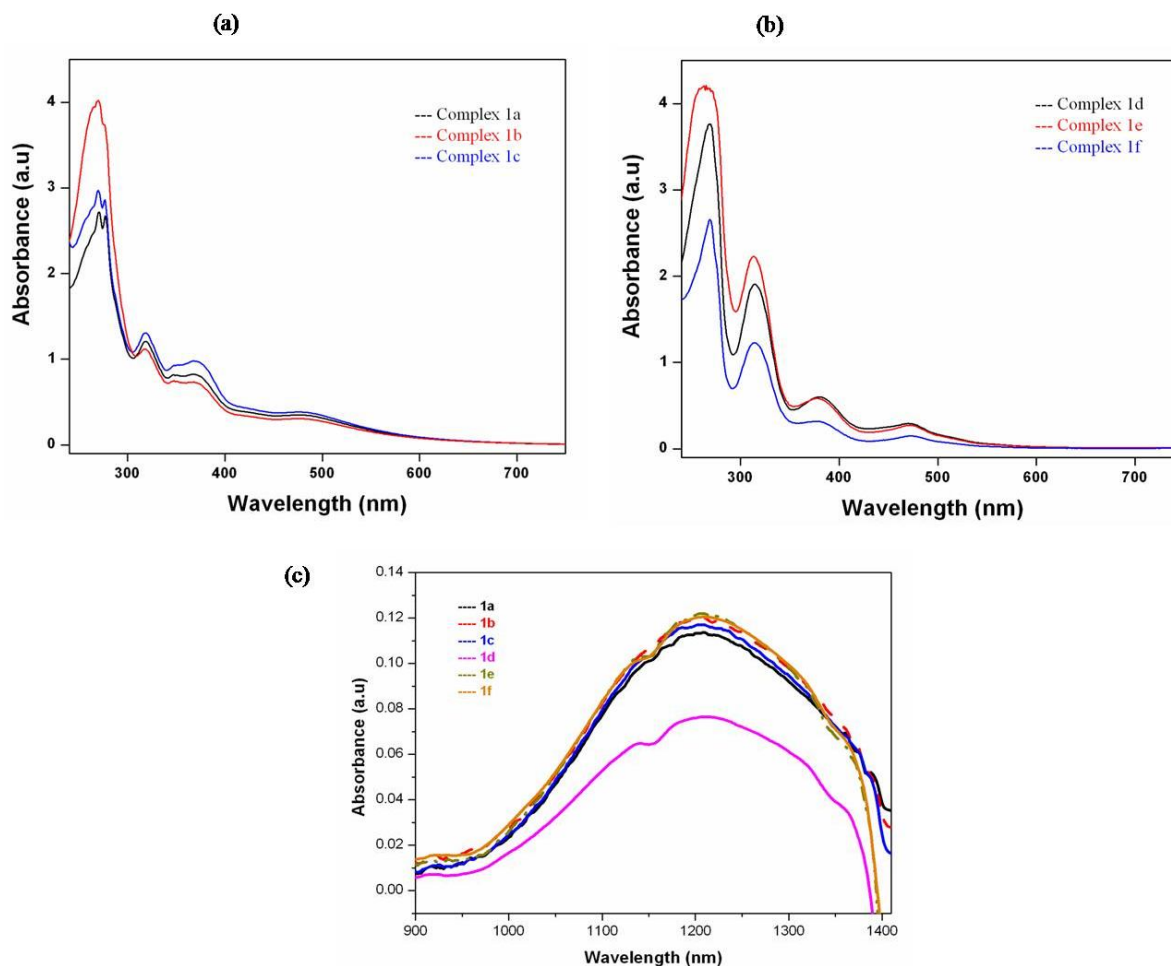 (a)
4
3
2
1
0
Absorbance (a.u)
--- Complex 1a
--- Complex 1b
--- Complex 1c
300 400 500 600 700
Wavelength (nm)
(b)
4
3
2
1
0
Absorbance (a.u)
--- Complex 1d
--- Complex 1e
--- Complex 1f
300 400 500 600 700
Wavelength (nm)
(c)
0.14
0.12
0.10
0.08
0.06
0.04
0.02
0.00
Absorbance (a.u)
---- 1a
---- 1b
---- 1c
---- 1d
---- 1e
---- 1f
900 1000 1100 1200 1300 1400
Wavelength (nm)